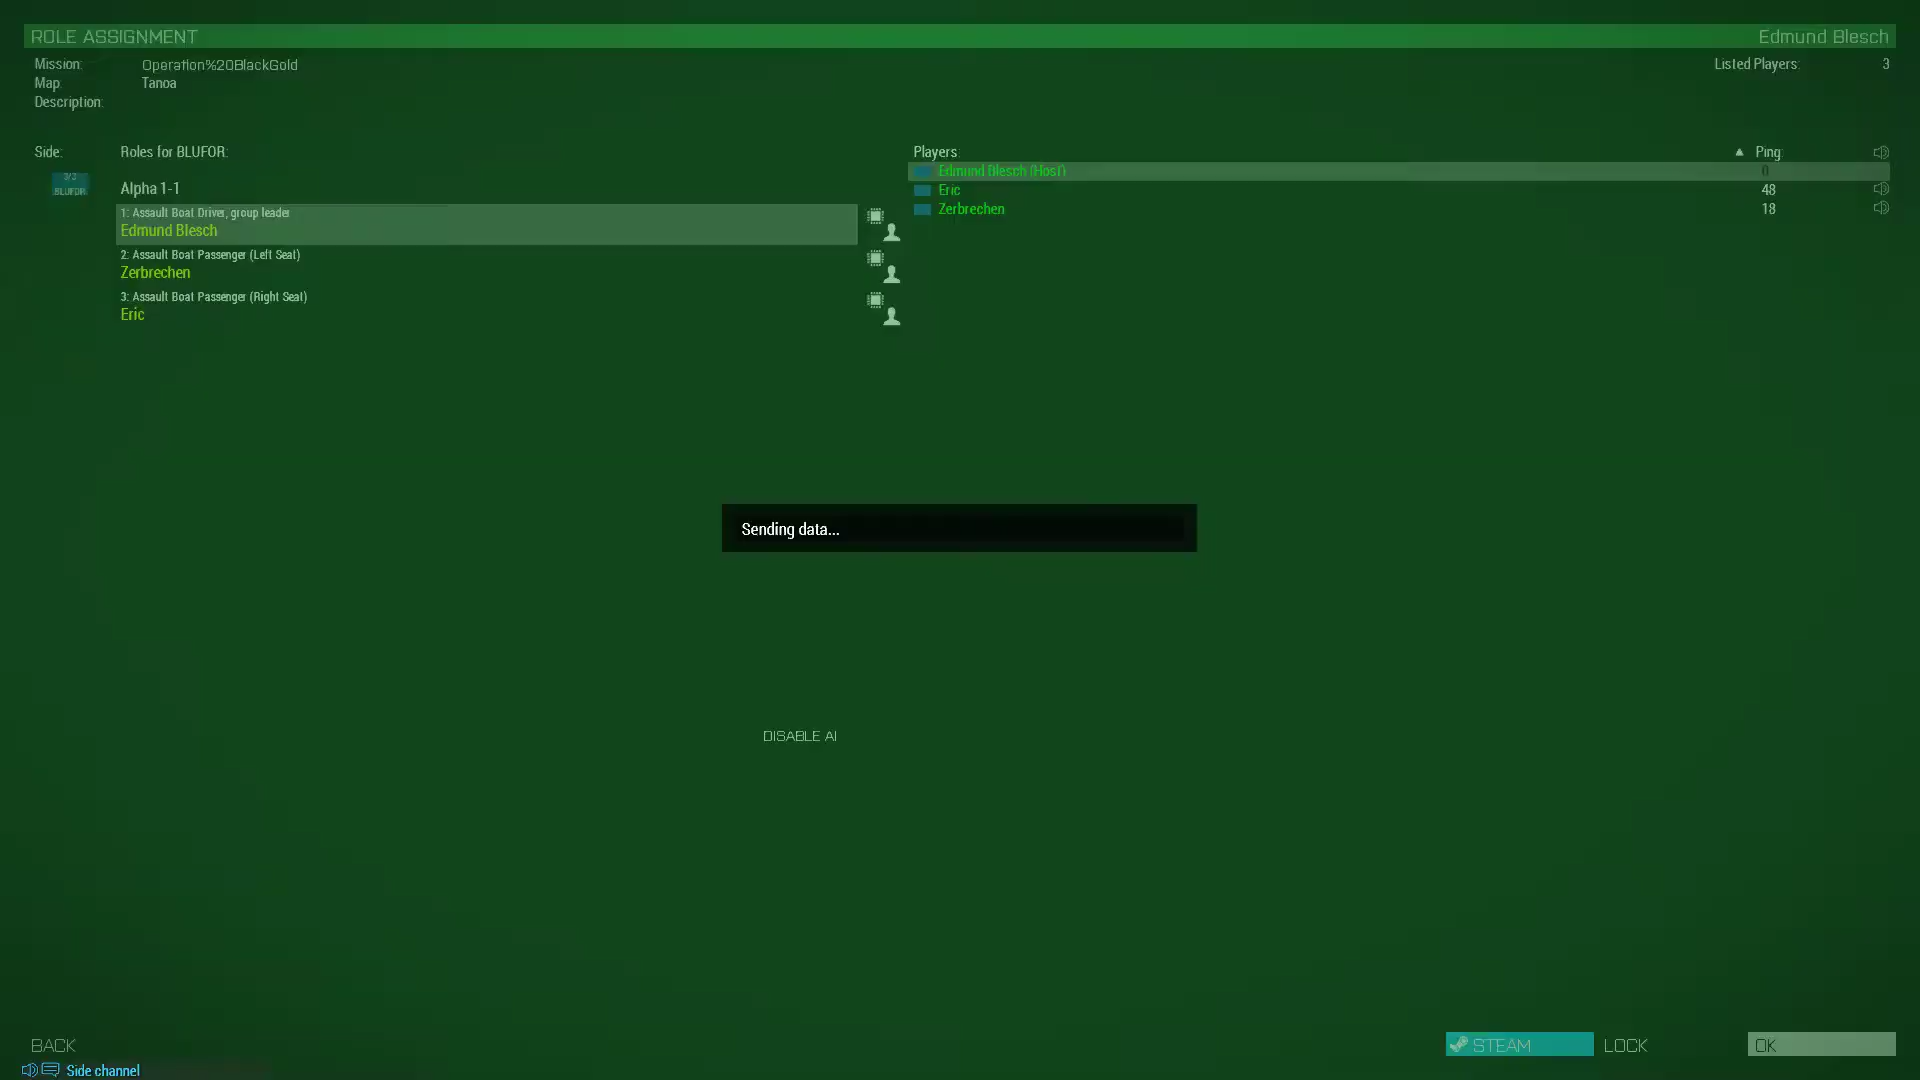 ROLE ASSIGNMENT
Edmund Blesch
Mission: Operation%20BlackGold
Listed Players: 3
Map: Tanoa
Description:
Side:
3/3
BLUFOR
Roles for BLUFOR:
Alpha 1-1
1: Assault Boat Driver, group leader
Edmund Blesch
2: Assault Boat Passenger (Left Seat)
Zerbrechen
3: Assault Boat Passenger (Right Seat)
Eric
Players: Ping:
Edmund Blesch (Host) 0
Eric 48
Zerbrechen 18
Sending data...
DISABLE AI
BACK
STEAM
LOCK
OK
Side channel